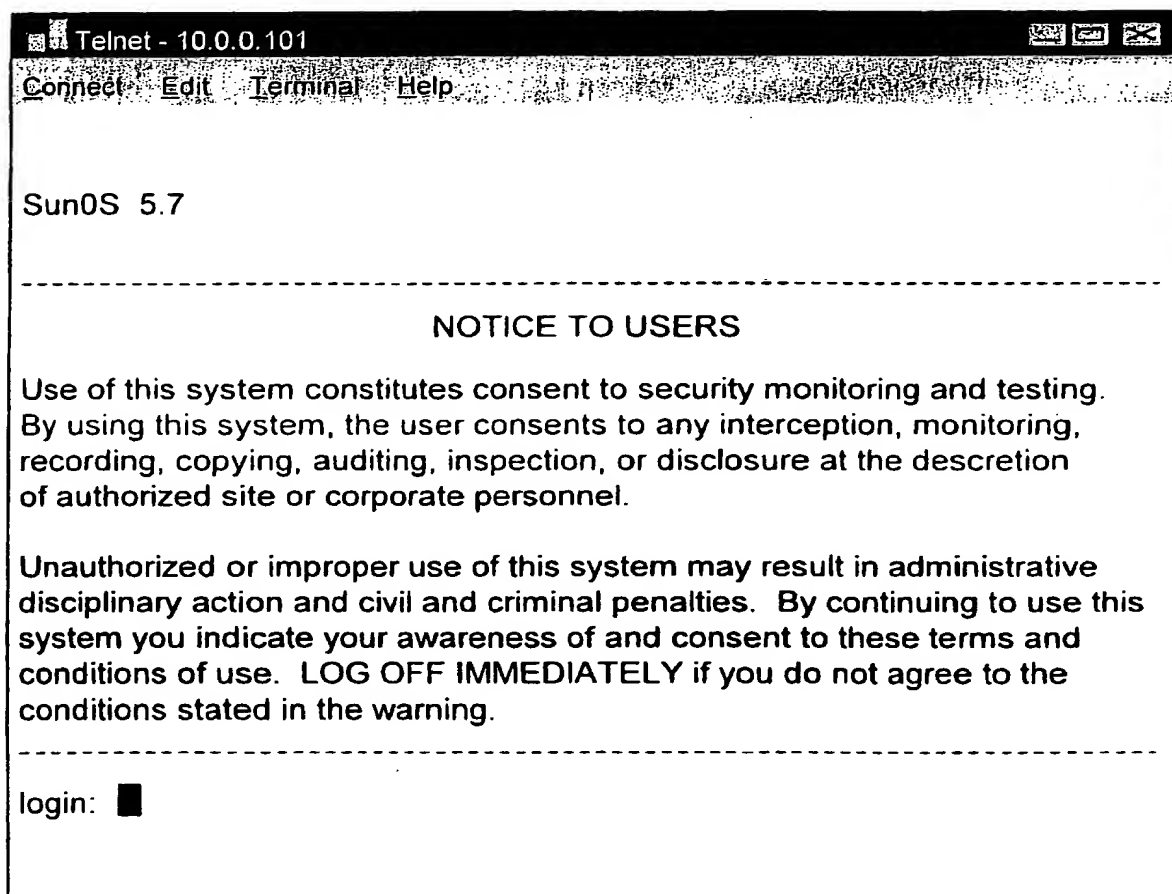 Telnet - 10.0.0.101
Connect Edit Terminal Help
Sun0S 5.7
NOTICE TO USERS
Use of this system constitutes consent to security monitoring and testing.
By using this system, the user consents to any interception, monitoring,
recording, copying, auditing, inspection, or disclosure at the descretion
of authorized site or corporate personnel.
Unauthorized or improper use of this system may result in administrative
disciplinary action and civil and criminal penalties. By continuing to use this
system you indicate your awareness of and consent to these terms and
conditions of use. LOG OFF IMMEDIATELY if you do not agree to the
conditions stated in the warning.
login: